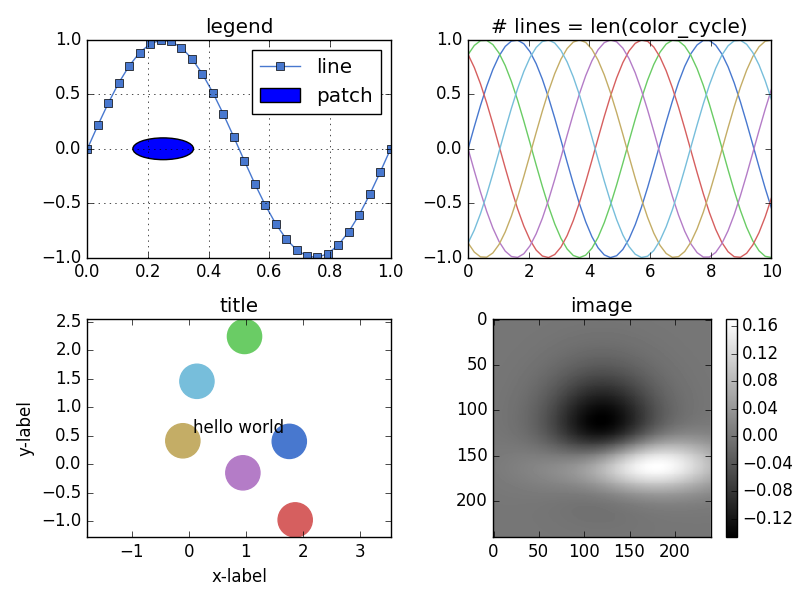 legend
1.0
0.5
0.0
−0.5
−1.0
0.0 0.2 0.4 0.6 0.8 1.0
line
patch
# lines = len(color_cycle)
1.0
0.5
0.0
−0.5
−1.0
0 2 4 6 8 10
title
2.5
2.0
1.5
1.0
0.5
0.0
−0.5
−1.0
−1 0 1 2 3
y-label
x-label
hello world
image
0
50
100
150
200
0 50 100 150 200
0.16
0.12
0.08
0.04
0.00
−0.04
−0.08
−0.12